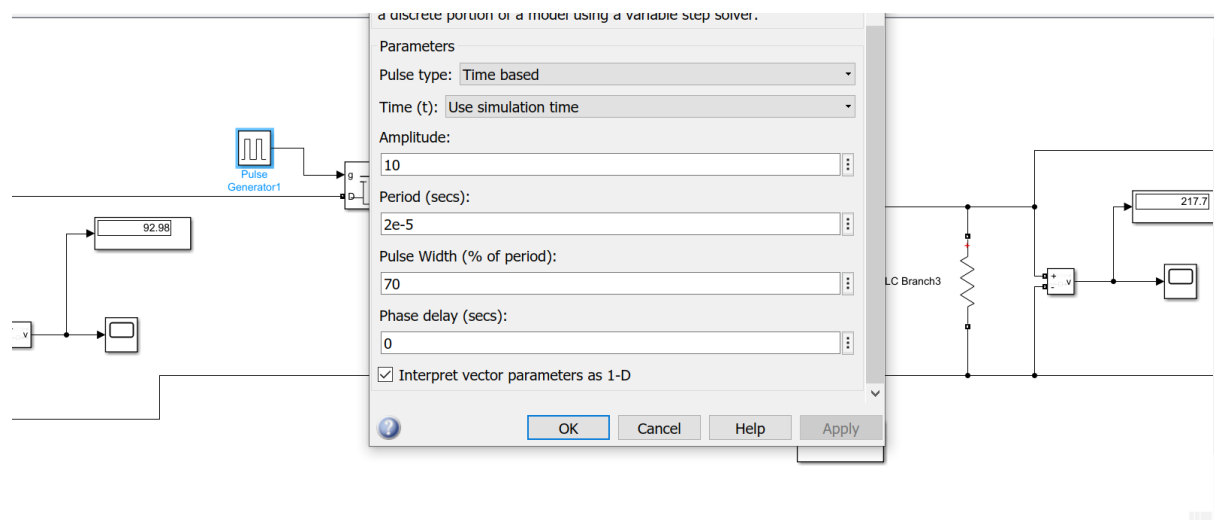 a discrete portion of a model using a variable step solver.
Parameters
Pulse type: Time based
Time (t): Use simulation time
Amplitude:
10
Period (secs):
2e-5
Pulse Width (% of period):
70
Phase delay (secs):
0
Interpret vector parameters as 1-D
OK Cancel Help Apply
Pulse
Generator1
g
D
92.98
v
LC Branch3
+
+
-
v
217.7